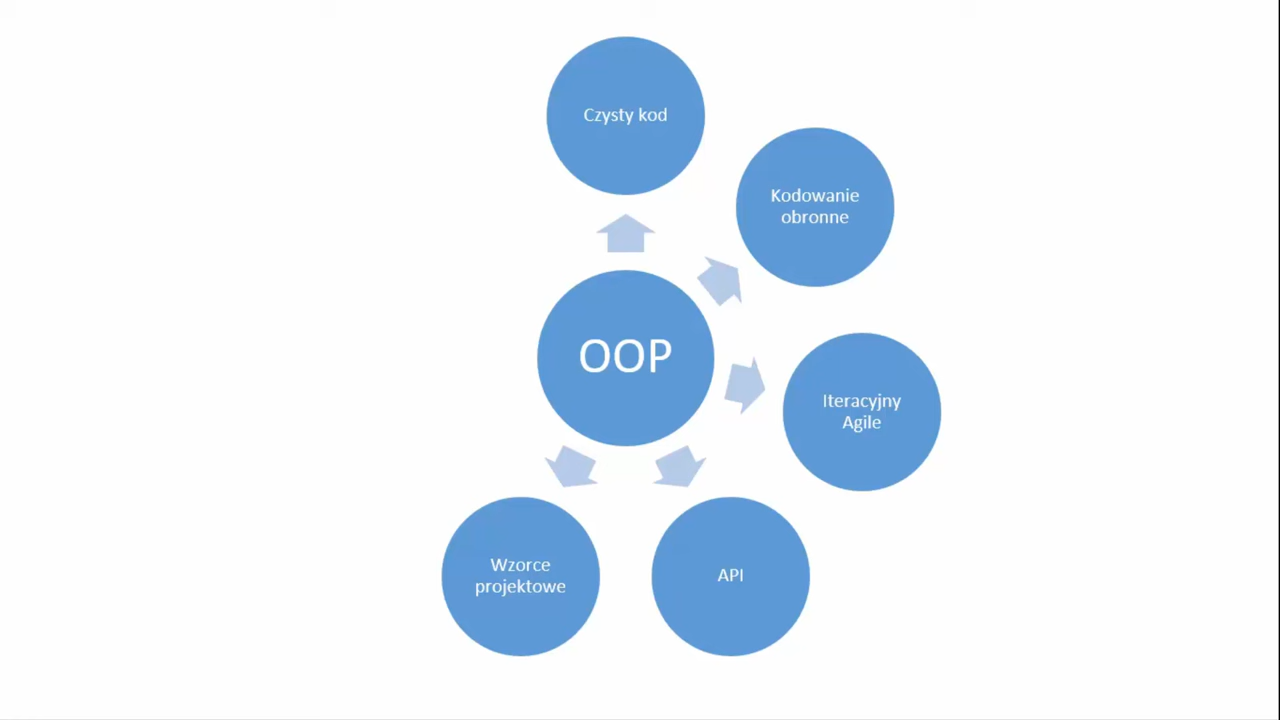 Czysty kod
Kodowanie
obronne
OOP
Iteracyjny
Agile
Wzorce
projektowe
API